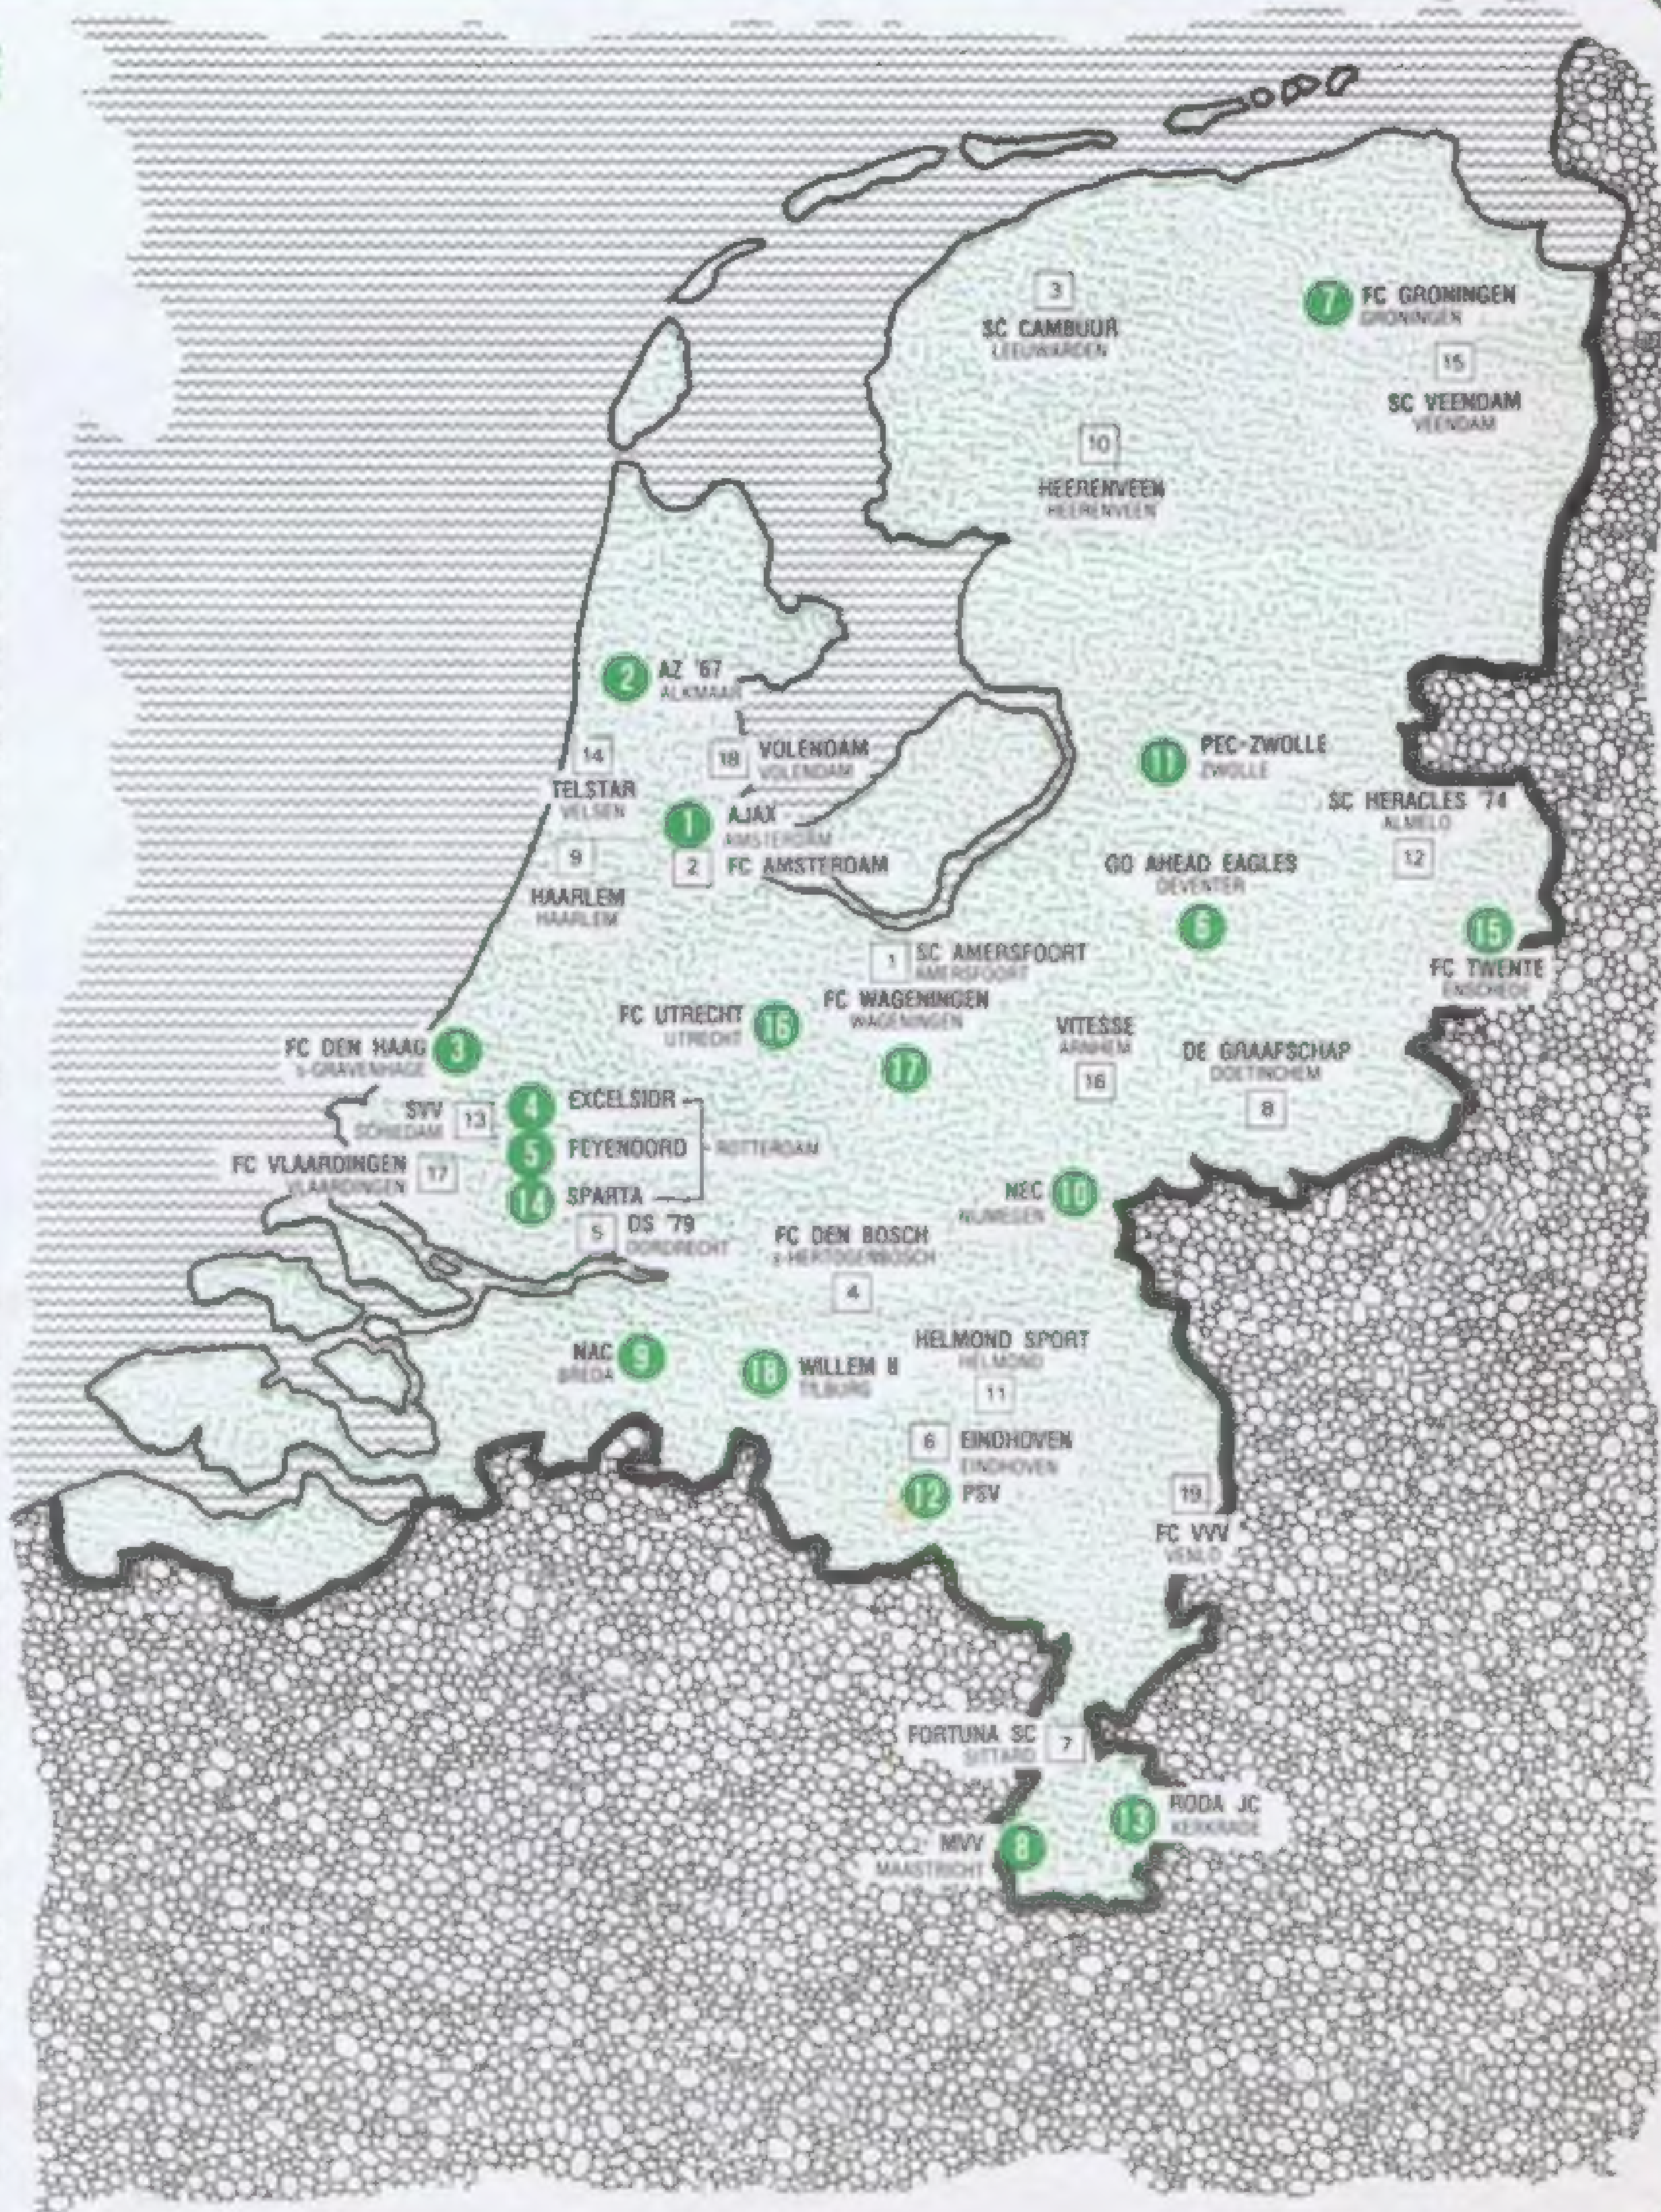 3
SC CAMBUUR
LEEUWARDEN
7 FC GRONINGEN
GRONINGEN
15
SC VEENDAM
VEENDAM
10
HEERENVEEN
HEERENVEEN
2 AZ '67
ALKMAAR
14
TELSTAR
VELSEN
18 VOLENDAM
VOLENDAM
11 PEC-ZWOLLE
ZWOLLE
SC HERACLES '74
ALMELO
12
1 AJAX
AMSTERDAM
2 FC AMSTERDAM
9
HAARLEM
HAARLEM
GO AHEAD EAGLES
DEVENTER
6
15
FC TWENTE
ENSCHEDE
1 SC AMERSFOORT
AMERSFOORT
FC UTRECHT 16
UTRECHT
FC WAGENINGEN
WAGENINGEN
17
VITESSE
ARNHEM
16
DE GRAAFSCHAP
DOETINCHEM
8
FC DEN HAAG 3
s-GRAVENHAGE
SVV 13
SCHIEDAM
4 EXCELSIOR
5 FEYENOORD
ROTTERDAM
14 SPARTA
FC VLAARDINGEN 17
VLAARDINGEN
5 DS '79
DORDRECHT
NEC 10
NIJMEGEN
FC DEN BOSCH
s-HERTOGENBOSCH
4
NAC 9
BREDA
18 WILLEM II
TILBURG
HELMOND SPORT
HELMOND
11
6 EINDHOVEN
EINDHOVEN
12 PSV
19
FC VVV
VENLO
FORTUNA SC 7
SITTARD
13 RODA JC
KERKRADE
MVV 8
MAASTRICHT